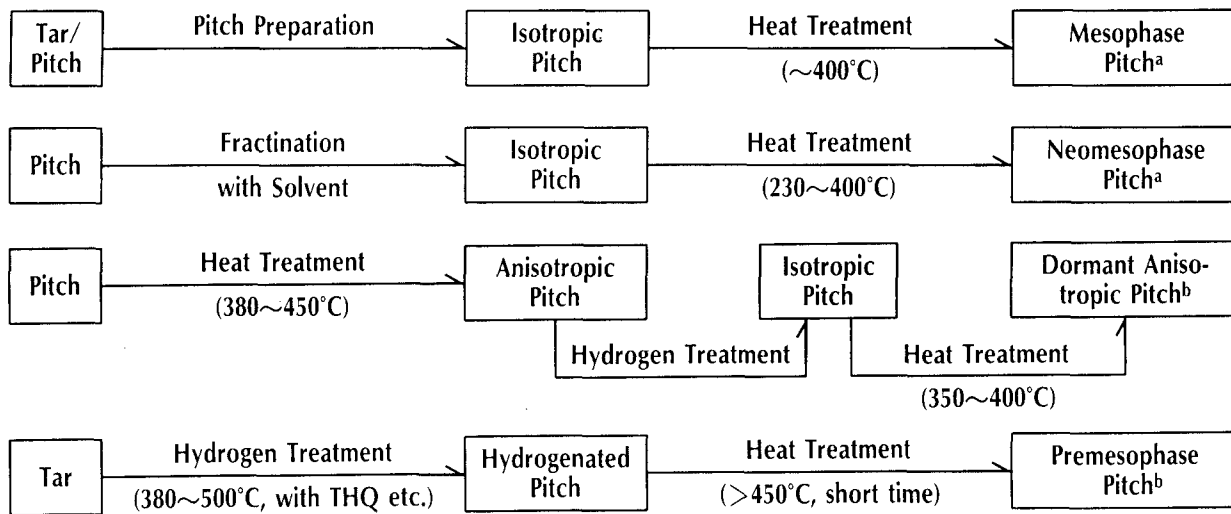 Tar/
Pitch
Pitch Preparation
Isotropic
Pitch
Heat Treatment
(~400°C)
Mesophase
Pitchᵃ
Pitch
Fractination
with Solvent
Isotropic
Pitch
Heat Treatment
(230~400°C)
Neomesophase
Pitchᵃ
Pitch
Heat Treatment
(380~450°C)
Anisotropic
Pitch
Hydrogen Treatment
Isotropic
Pitch
Heat Treatment
(350~400°C)
Dormant Aniso-
tropic Pitchᵇ
Tar
Hydrogen Treatment
(380~500°C, with THQ etc.)
Hydrogenated
Pitch
Heat Treatment
(>450°C, short time)
Premesophase
Pitchᵇ